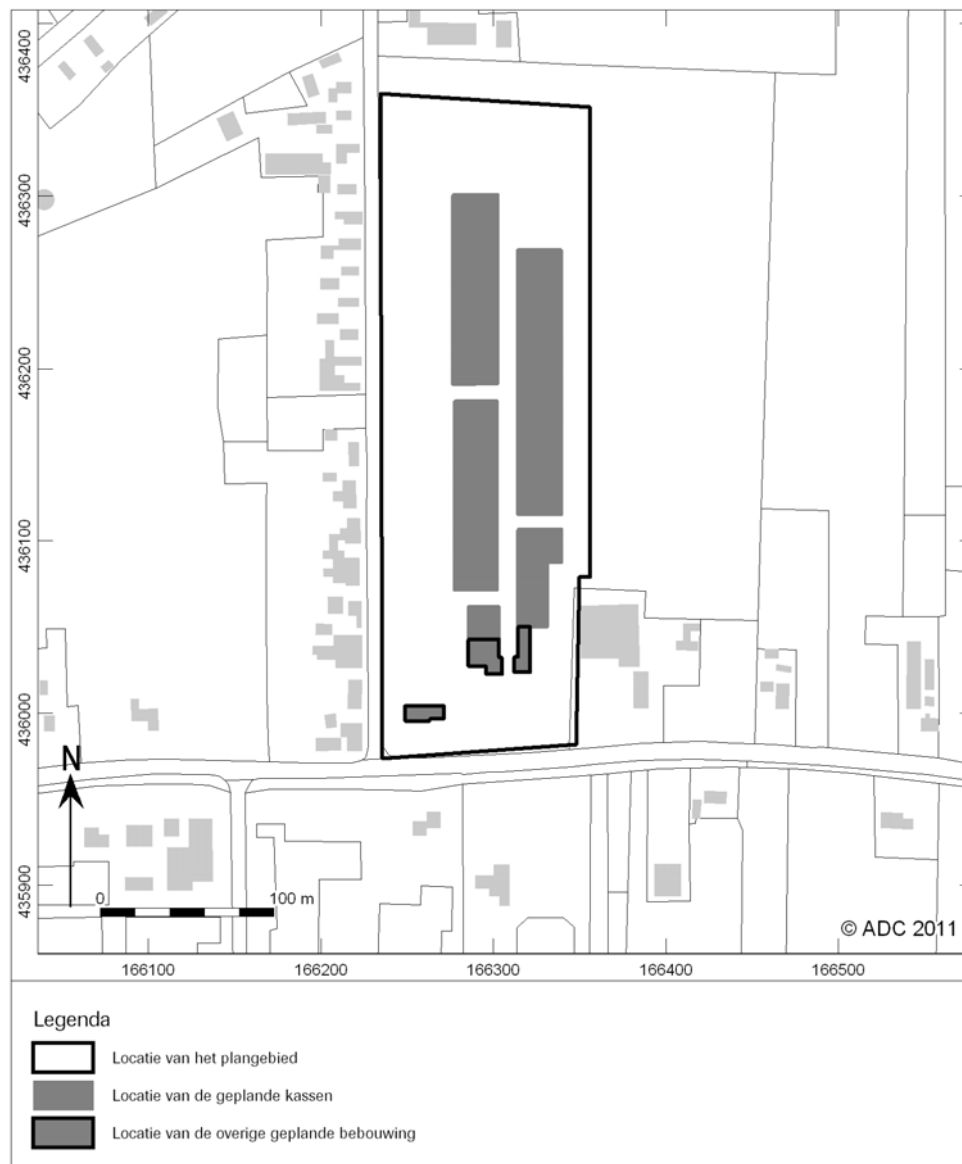 436400
436300
436200
436100
436000
435900
N
0 100 m
© ADC 2011
166100 166200 166300 166400 166500
Legenda
Locatie van het plangebied
Locatie van de geplande kassen
Locatie van de overige geplande bebouwing